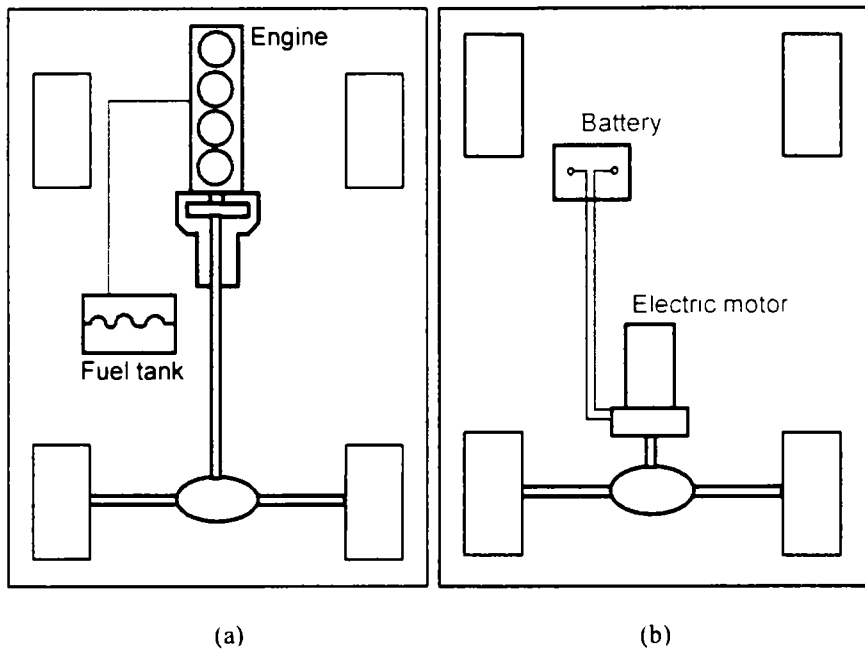 Engine
Fuel tank
(a)
Battery
Electric motor
(b)